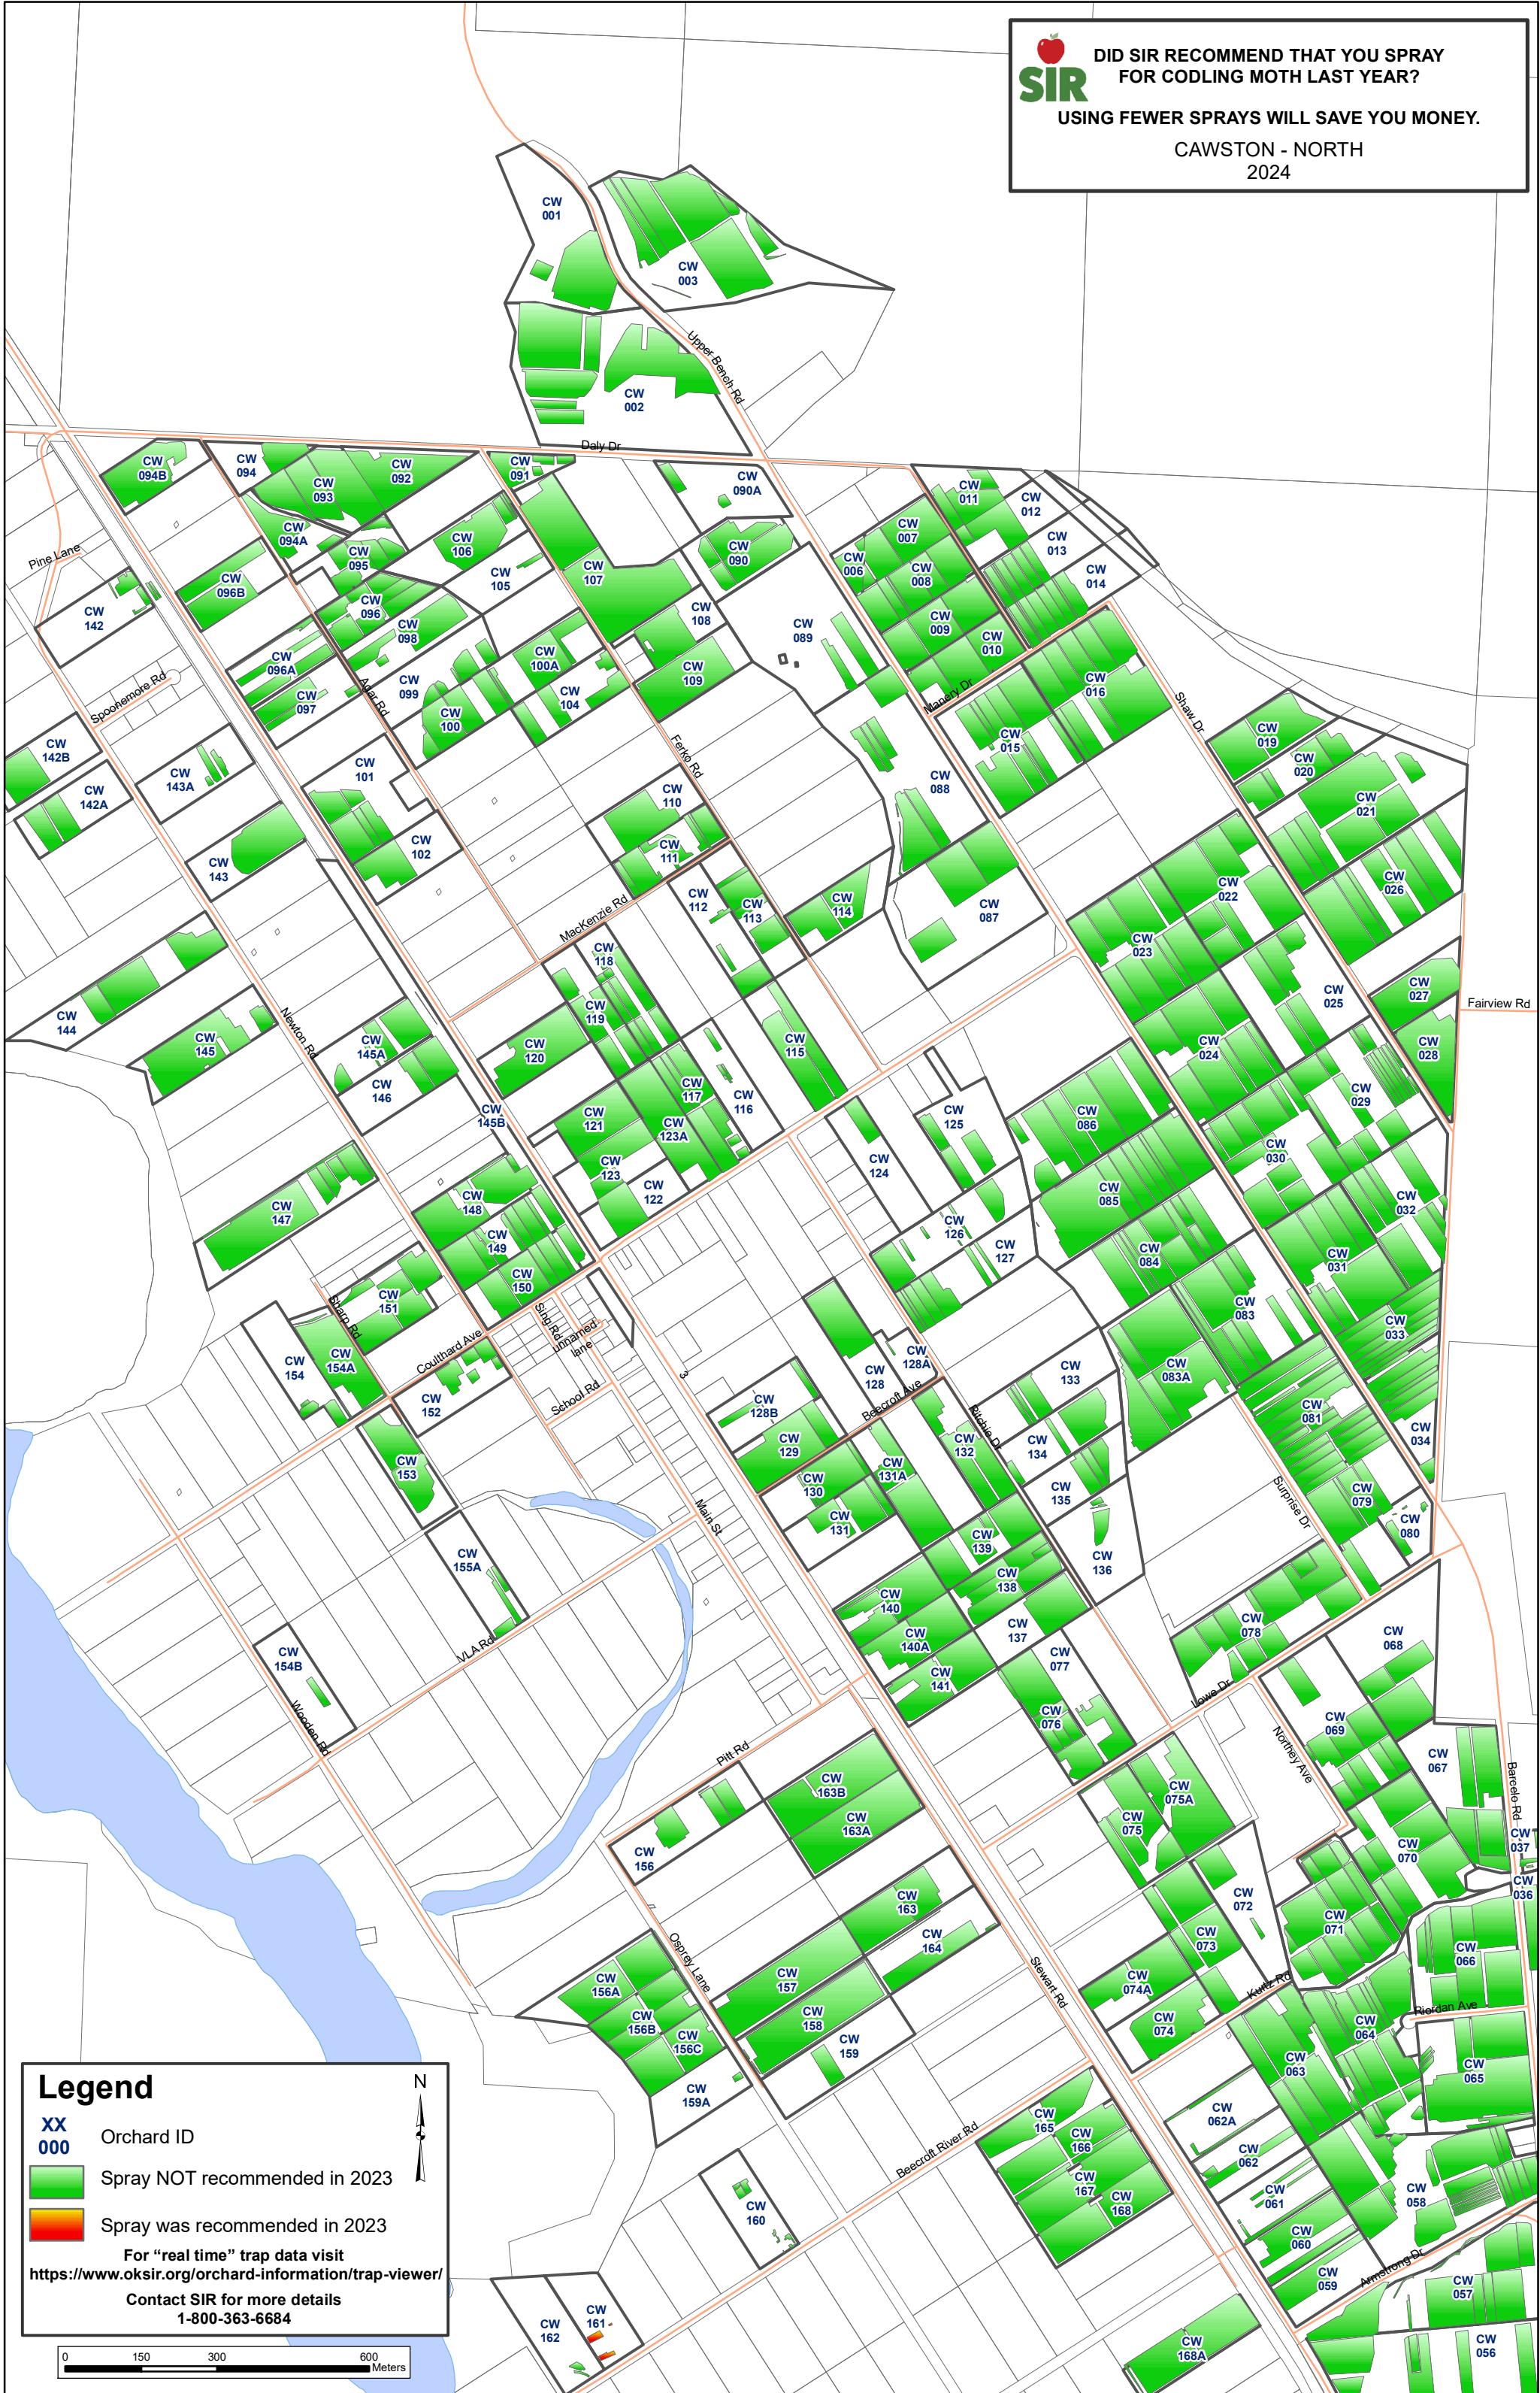 SIR
DID SIR RECOMMEND THAT YOU SPRAY
FOR CODLING MOTH LAST YEAR?
USING FEWER SPRAYS WILL SAVE YOU MONEY.
CAWSTON - NORTH
2024
CW
001
CW
003
Upper Bench Rd
CW
002
Daly Dr
CW
094B
CW
094
CW
093
CW
092
CW
091
CW
090A
CW
011
CW
012
CW
013
CW
014
CW
007
CW
006
CW
008
CW
009
CW
010
CW
094A
CW
095
CW
106
CW
105
CW
107
CW
090
Pine Lane
CW
096B
CW
142
CW
096
CW
098
CW
108
CW
089
CW
096A
CW
097
CW
099
CW
100A
CW
104
CW
109
CW
100
Agar Rd
Spoonemore Rd
Manery Dr
CW
016
CW
015
Shaw Dr
CW
019
CW
020
CW
021
CW
142B
CW
142A
CW
143A
CW
101
Ferko Rd
CW
110
CW
088
CW
102
CW
143
CW
111
CW
112
CW
113
CW
114
CW
087
CW
022
CW
026
MacKenzie Rd
CW
118
CW
023
CW
025
CW
027
Fairview Rd
CW
144
CW
145
Newton Rd
CW
145A
CW
146
CW
119
CW
120
CW
115
CW
024
CW
028
CW
145B
CW
121
CW
117
CW
116
CW
123A
CW
125
CW
086
CW
029
CW
030
CW
123
CW
122
CW
124
CW
147
CW
148
CW
149
CW
150
CW
126
CW
127
CW
085
CW
084
CW
032
CW
031
CW
151
Sharp Rd
Sing Rd
unnamed
lane
CW
083
CW
033
Coulthard Ave
CW
154
CW
154A
CW
152
School Rd
3
CW
128A
CW
128
Beecroft Ave
CW
133
CW
083A
CW
128B
CW
129
Ritchie Dr
CW
081
CW
034
CW
132
CW
134
CW
153
CW
130
CW
131A
CW
131
CW
135
Surprise Dr
CW
079
CW
080
Main St
CW
139
CW
136
CW
155A
CW
138
CW
140
CW
140A
CW
137
CW
078
CW
068
VLA Rd
CW
154B
Wooden Rd
CW
141
CW
077
CW
076
Lowe Dr
CW
069
Northey Ave
CW
067
Barcelo Rd
Pitt Rd
CW
163B
CW
163A
CW
075A
CW
075
CW
037
CW
070
CW
156
CW
036
CW
163
CW
072
CW
071
CW
164
CW
073
CW
066
Osprey Lane
Stewart Rd
CW
156A
CW
157
CW
074A
Kurtz Rd
Riordan Ave
CW
156B
CW
158
CW
074
CW
064
CW
156C
CW
159
CW
063
CW
065
CW
159A
CW
165
CW
062A
CW
166
Beecroft River Rd
CW
062
CW
167
CW
061
CW
058
CW
168
CW
160
CW
060
Armstrong Dr
CW
059
CW
057
CW
161
CW
162
CW
168A
CW
056
Legend
N
XX
000
Orchard ID
Spray NOT recommended in 2023
Spray was recommended in 2023
For “real time” trap data visit
https://www.oksir.org/orchard-information/trap-viewer/
Contact SIR for more details
1-800-363-6684
0 150 300 600
Meters